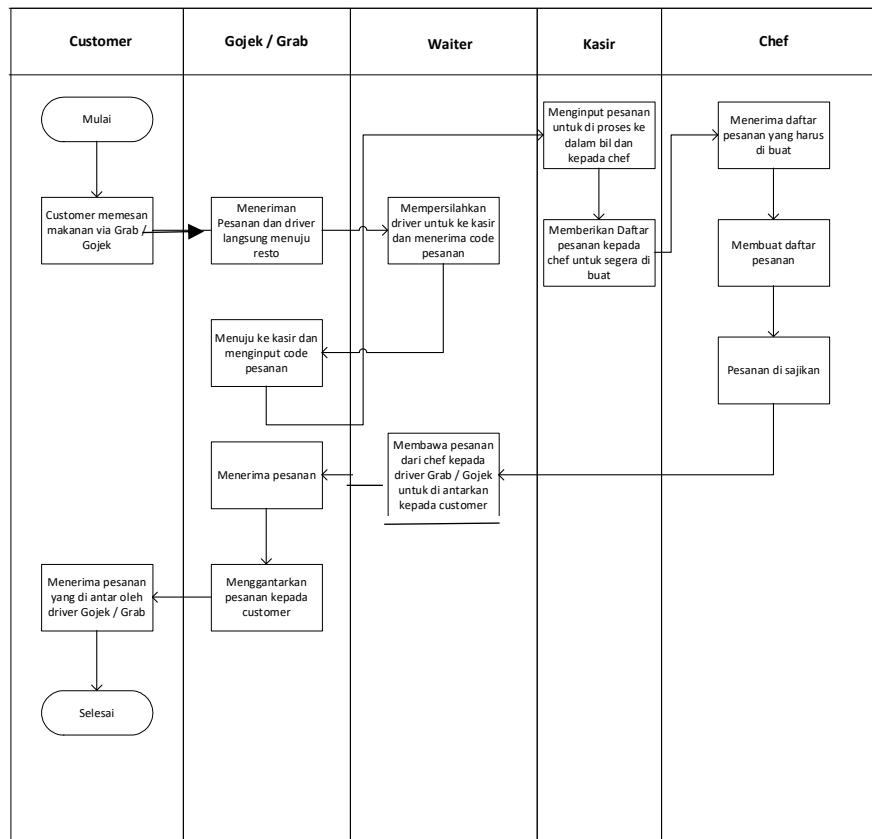 Customer
Gojek / Grab
Waiter
Kasir
Chef
Mulai
Customer memesan
makanan via Grab /
Gojek
Meneriman
Pesanan dan driver
langsung menuju
resto
Mempersilahkan
driver untuk ke kasir
dan menerima code
pesanan
Menuju ke kasir dan
menginput code
pesanan
Menginput pesanan
untuk di proses ke
dalam bil dan
kepada chef
Memberikan Daftar
pesanan kepada
chef untuk segera di
buat
Menerima daftar
pesanan yang harus
di buat
Membuat daftar
pesanan
Pesanan di sajikan
Membawa pesanan
dari chef kepada
driver Grab / Gojek
untuk di antarkan
kepada customer
Menerima pesanan
Menggantarkan
pesanan kepada
customer
Menerima pesanan
yang di antar oleh
driver Gojek / Grab
Selesai